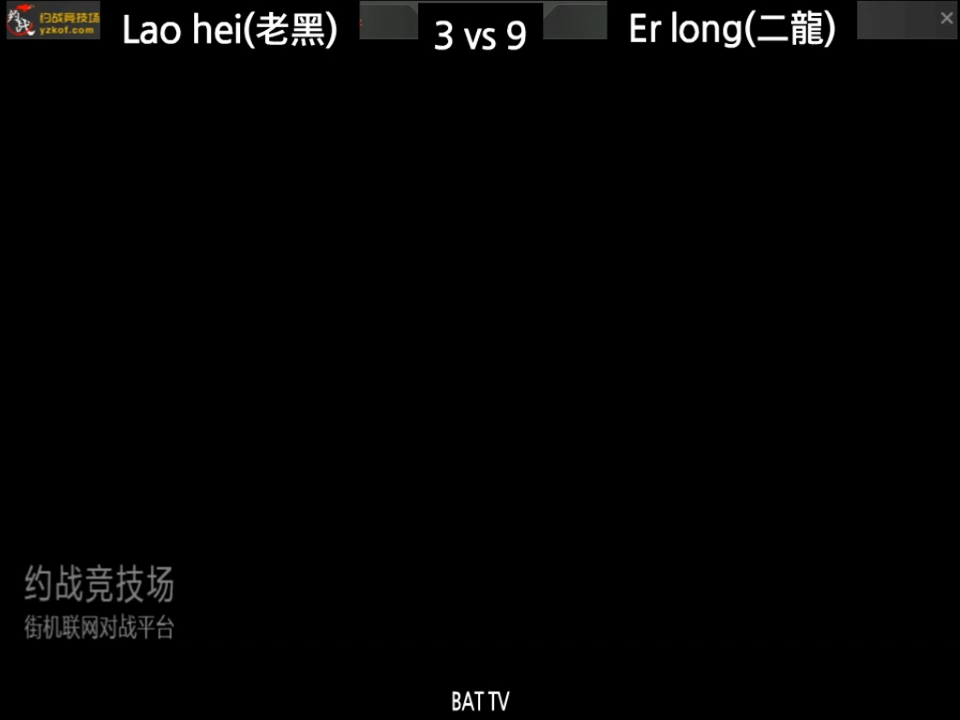 约战竞技场
yzkof.com
Lao hei(老黑)
3 vs 9
Er long(二龍)
约战竞技场
街机联网对战平台
BAT TV